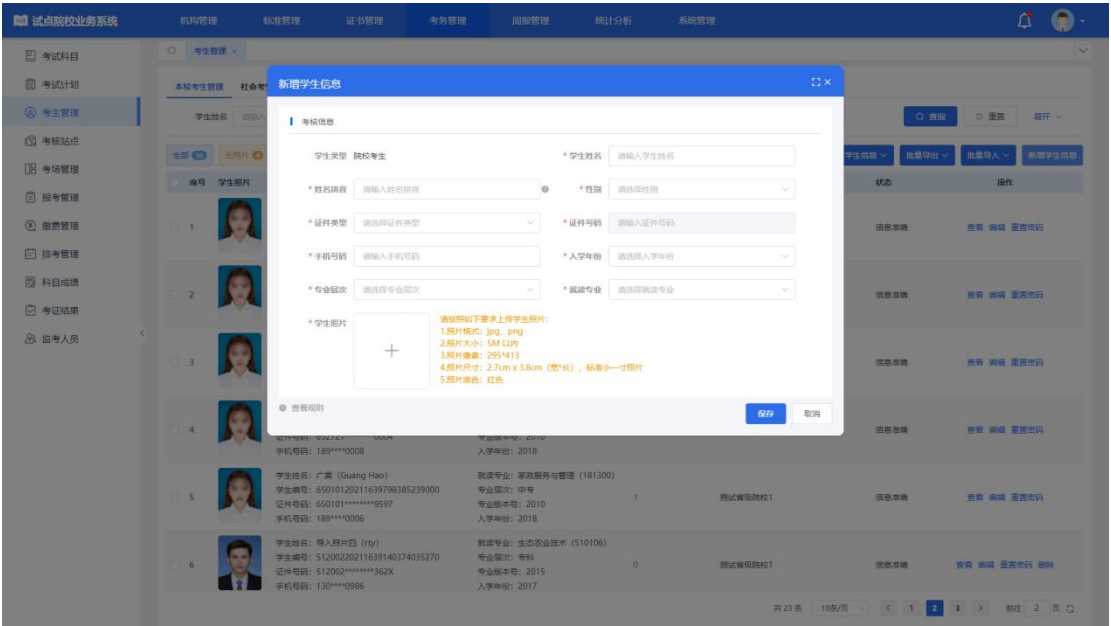 试点院校业务系统 机构管理 标准管理 证书管理 考务管理 周报管理 统计分析 系统管理
考试科目
考试计划
考生管理
考核站点
考场管理
报考管理
缴费管理
排考管理
科目成绩
考证结果
监考人员
考生管理 ×
本校考生管理 社会考
学生姓名 请输入 查询 重置 展开
全部 无照片 学生信息 批量导出 批量导入 新增学生信息
序号 学生照片 状态 操作
新增学生信息
考核信息
学生类型 院校考生 * 学生姓名 请输入学生姓名
* 姓名拼音 请输入姓名拼音 * 性别 请选择性别
* 证件类型 请选择证件类型 * 证件号码 请输入证件号码
* 手机号码 请输入手机号码 * 入学年份 请选择入学年份
* 专业层次 请选择专业层次 * 就读专业 请选择就读专业
* 学生照片
请按照如下要求上传学生照片：
1.照片格式：jpg、png
2.照片大小：5M 以内
3.照片像素：295*413
4.照片尺寸：2.7cm x 3.8cm（宽*长），标准小一寸照片
5.照片底色：红色
查看规则 保存 取消
1 信息准确 查看 编辑 重置密码
2 信息准确 查看 编辑 重置密码
3 信息准确 查看 编辑 重置密码
4 信息准确 查看 编辑 重置密码
手机号码：189****0008 入学年份：2018
学生姓名：广昊（Guang Hao） 就读专业：家政服务与管理（181300）
学生编号：65010120211639798385239000 专业层次：中专
证件号码：650101********9597 专业版本号：2010
手机号码：189****0006 入学年份：2018
5 1 测试省级院校1 信息准确 查看 编辑 重置密码
学生姓名：导入照片四（rty） 就读专业：生态农业技术（510106）
学生编号：51200220211639140374035270 专业层次：专科
证件号码：512002********362X 专业版本号：2015
手机号码：130****0986 入学年份：2017
6 0 测试省级院校1 信息准确 查看 编辑 重置密码 删除
共 23 条 10条/页 1 2 3 前往 2 页